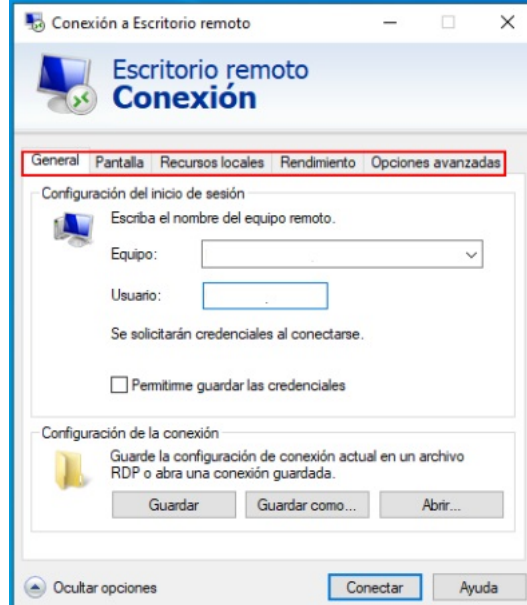 Conexión a Escritorio remoto
Escritorio remoto
Conexión
General Pantalla Recursos locales Rendimiento Opciones avanzadas
Configuración del inicio de sesión
Escriba el nombre del equipo remoto.
Equipo:
Usuario:
Se solicitarán credenciales al conectarse.
Permitirme guardar las credenciales
Configuración de la conexión
Guarde la configuración de conexión actual en un archivo
RDP o abra una conexión guardada.
Guardar Guardar como... Abrir...
Ocultar opciones Conectar Ayuda